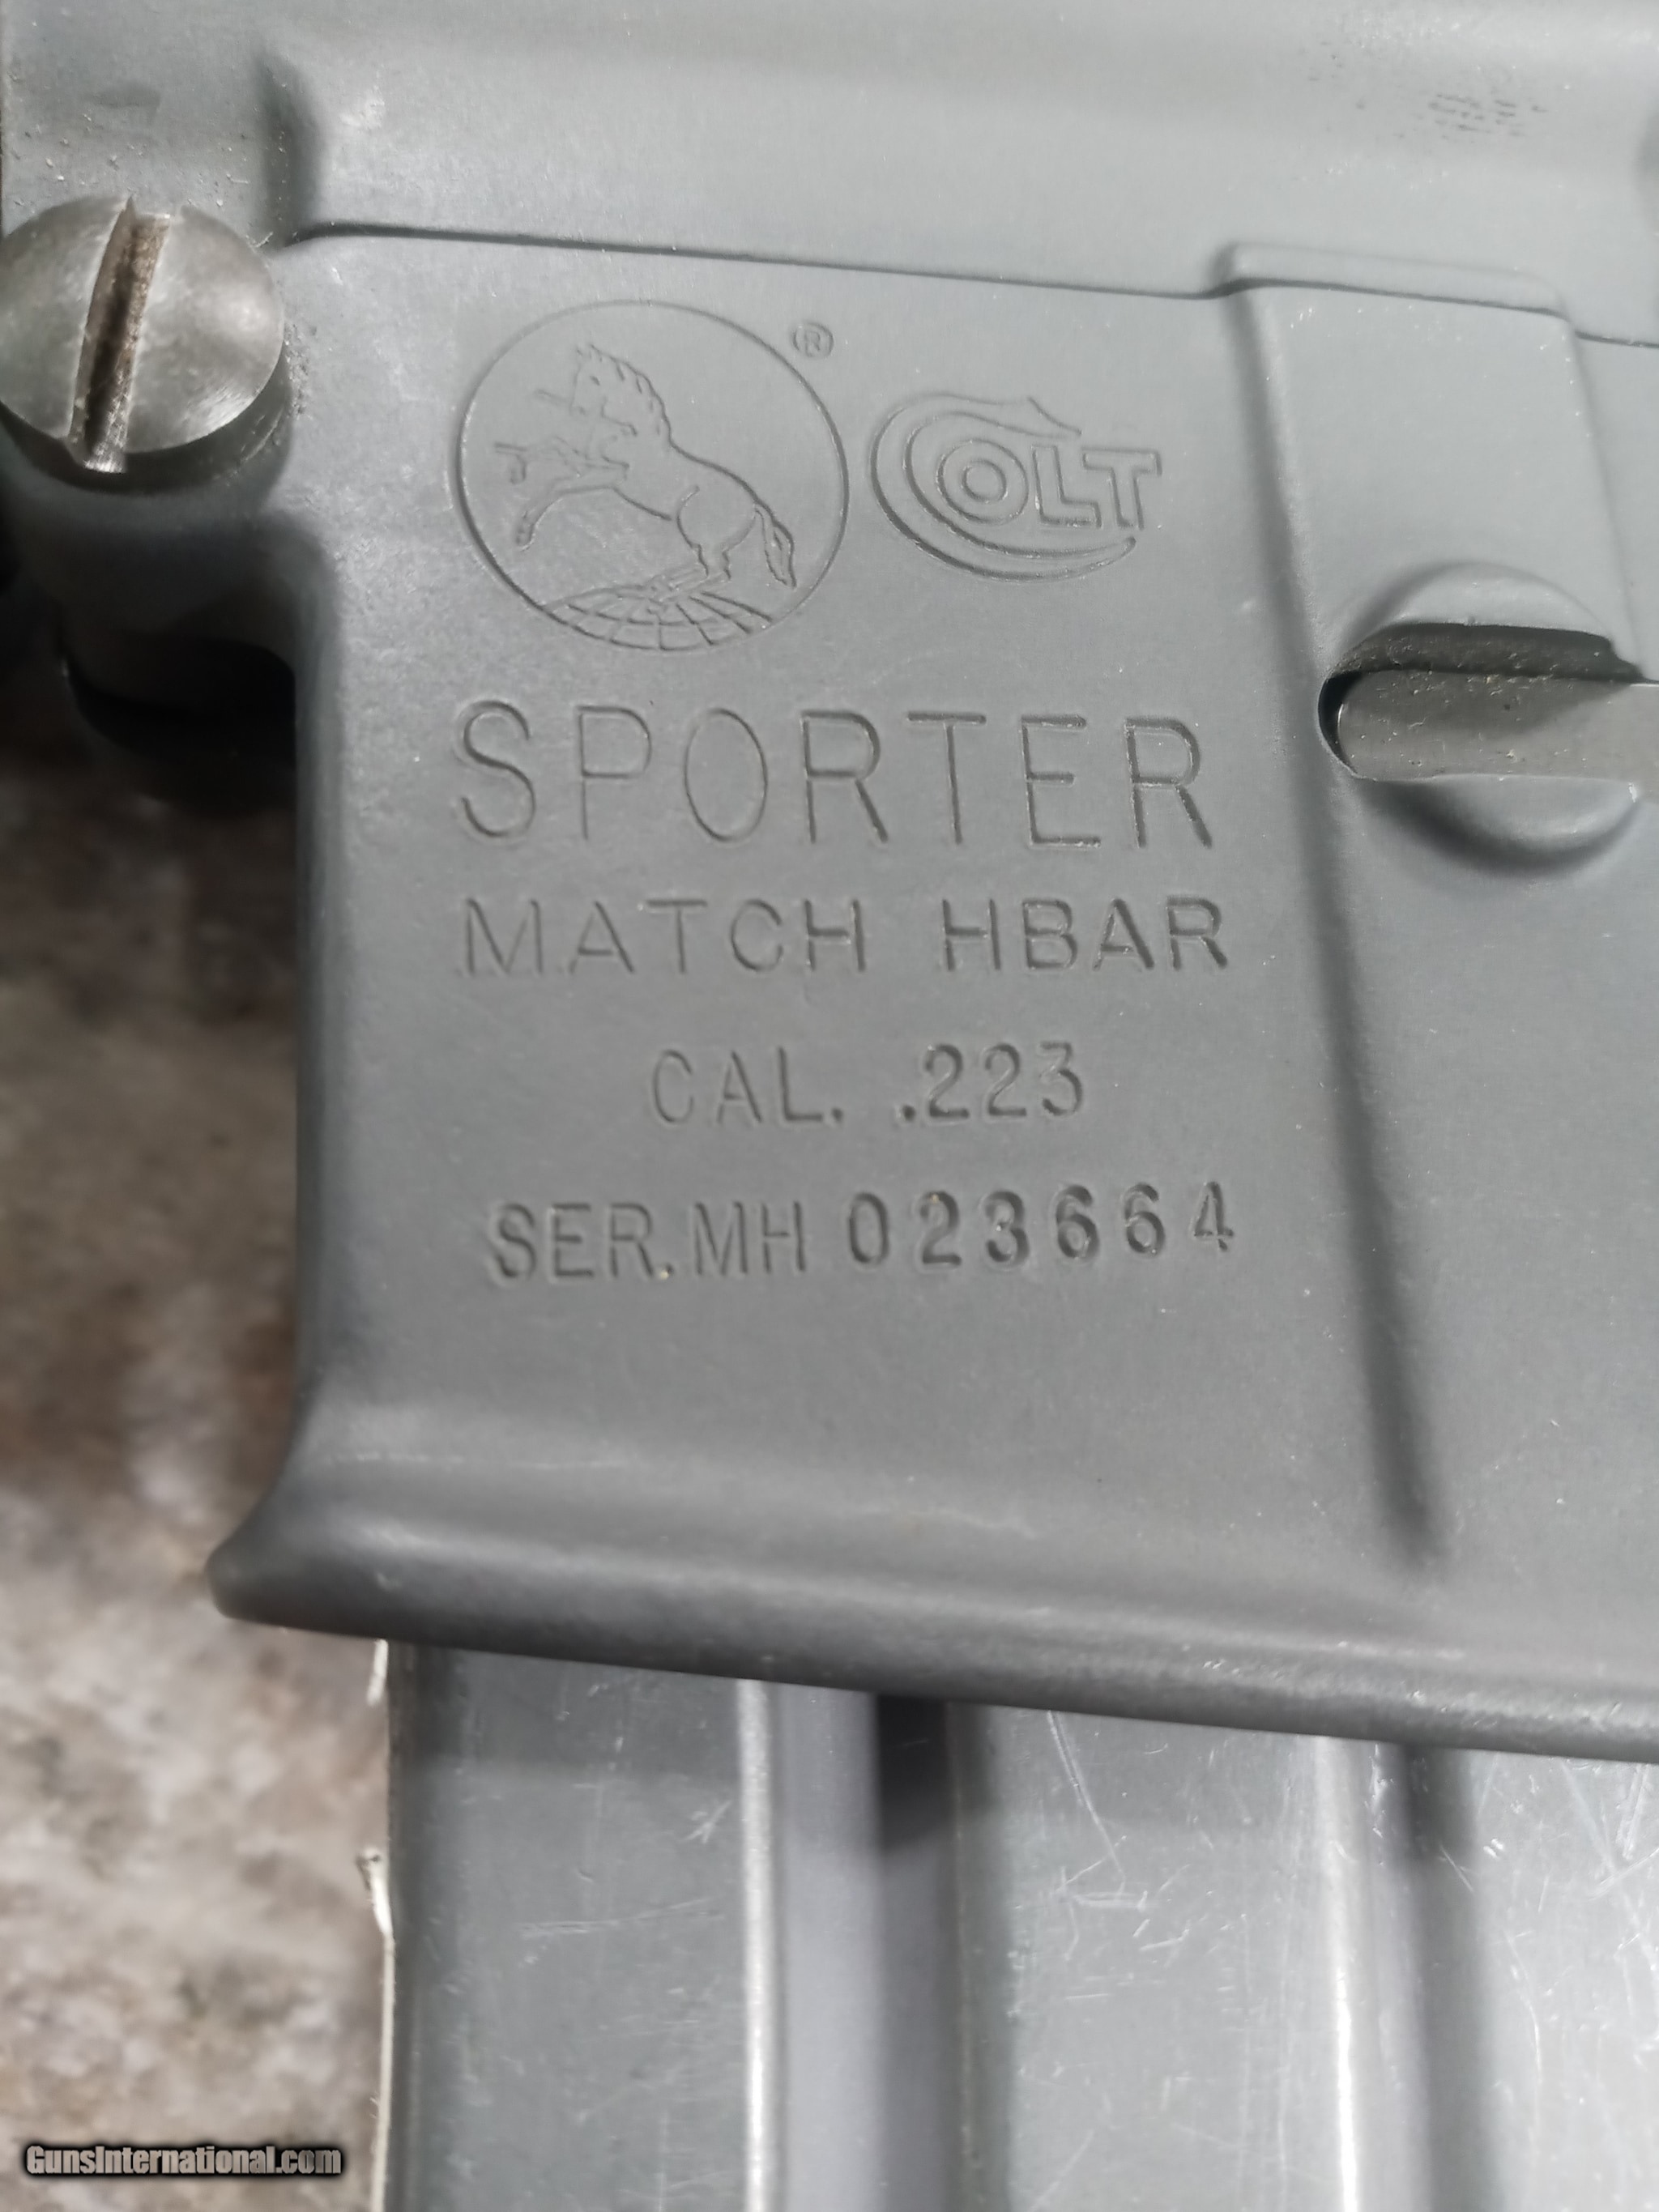 ®
COLT
SPORTER
MATCH HBAR
CAL. .223
SER. MH 023664
GunsInternational.com